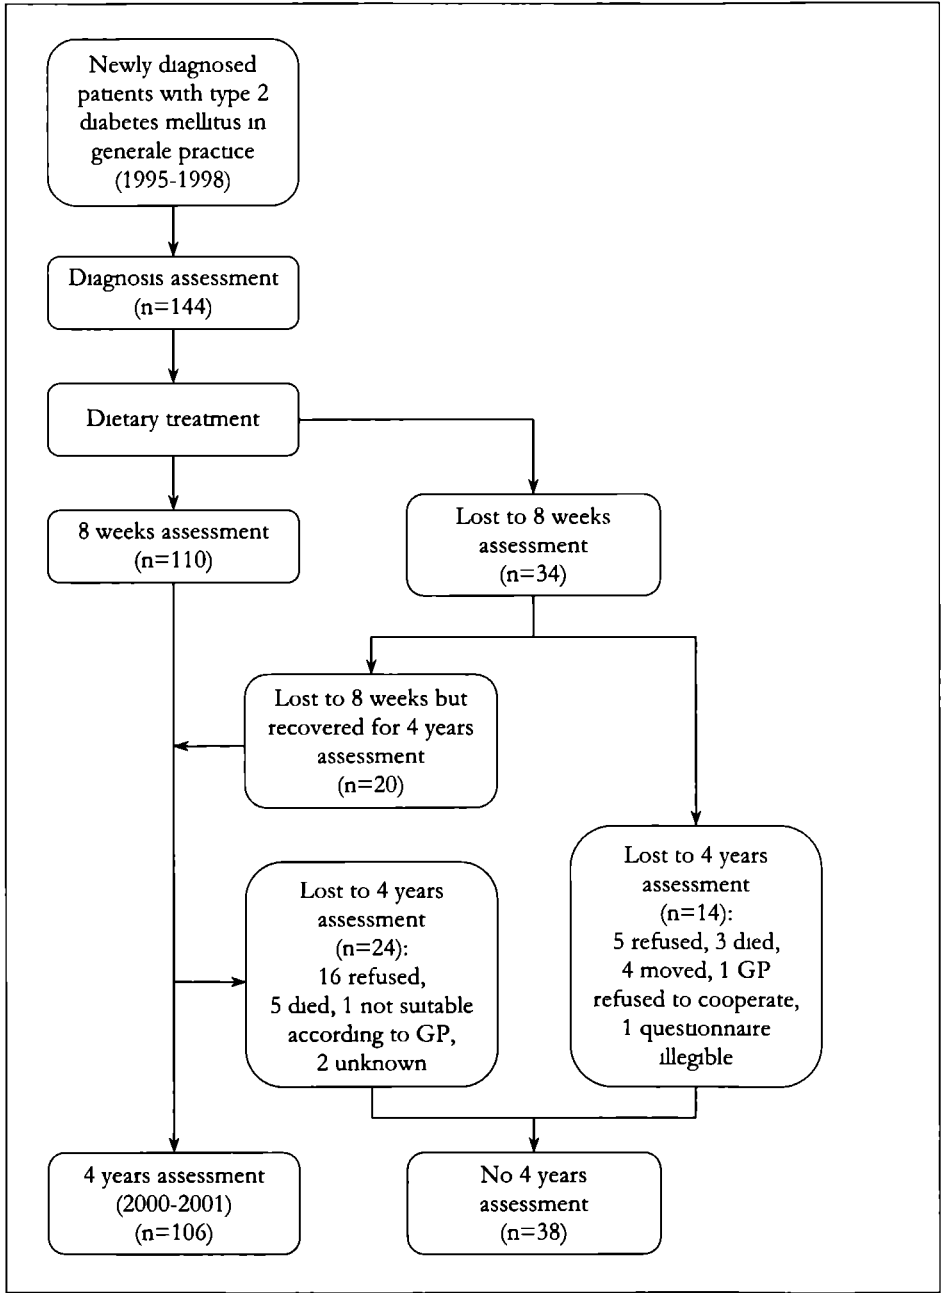 Newly diagnosed
patients with type 2
diabetes mellitus in
generale practice
(1995-1998)
Diagnosis assessment
(n=144)
Dietary treatment
8 weeks assessment
(n=110)
Lost to 8 weeks
assessment
(n=34)
Lost to 8 weeks but
recovered for 4 years
assessment
(n=20)
Lost to 4 years
assessment
(n=24):
16 refused,
5 died, 1 not suitable
according to GP,
2 unknown
Lost to 4 years
assessment
(n=14):
5 refused, 3 died,
4 moved, 1 GP
refused to cooperate,
1 questionnaire
illegible
4 years assessment
(2000-2001)
(n=106)
No 4 years
assessment
(n=38)